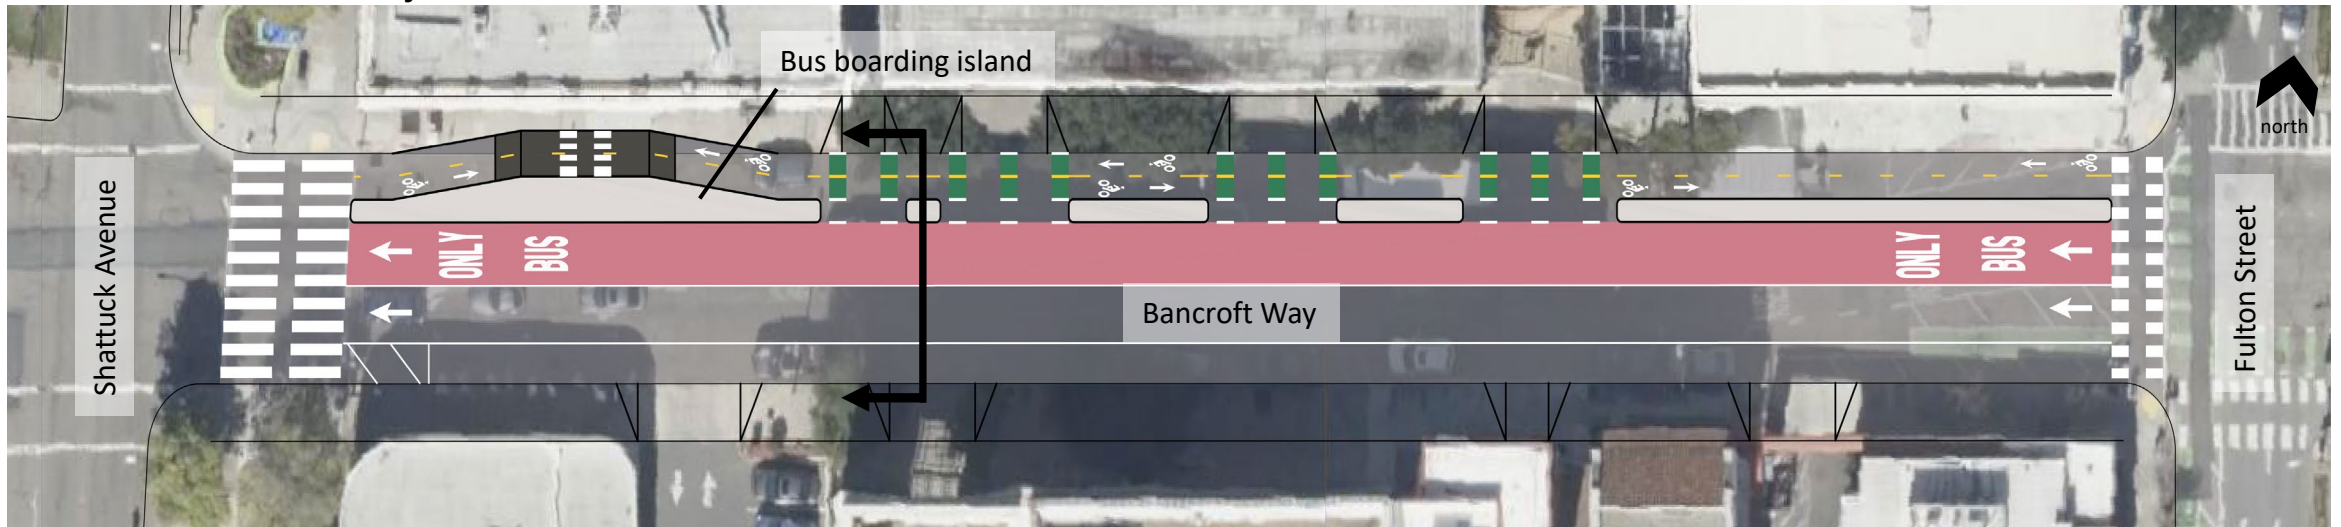 Bus boarding island
north
Shattuck Avenue
ONLY
BUS
ONLY
BUS
Bancroft Way
Fulton Street